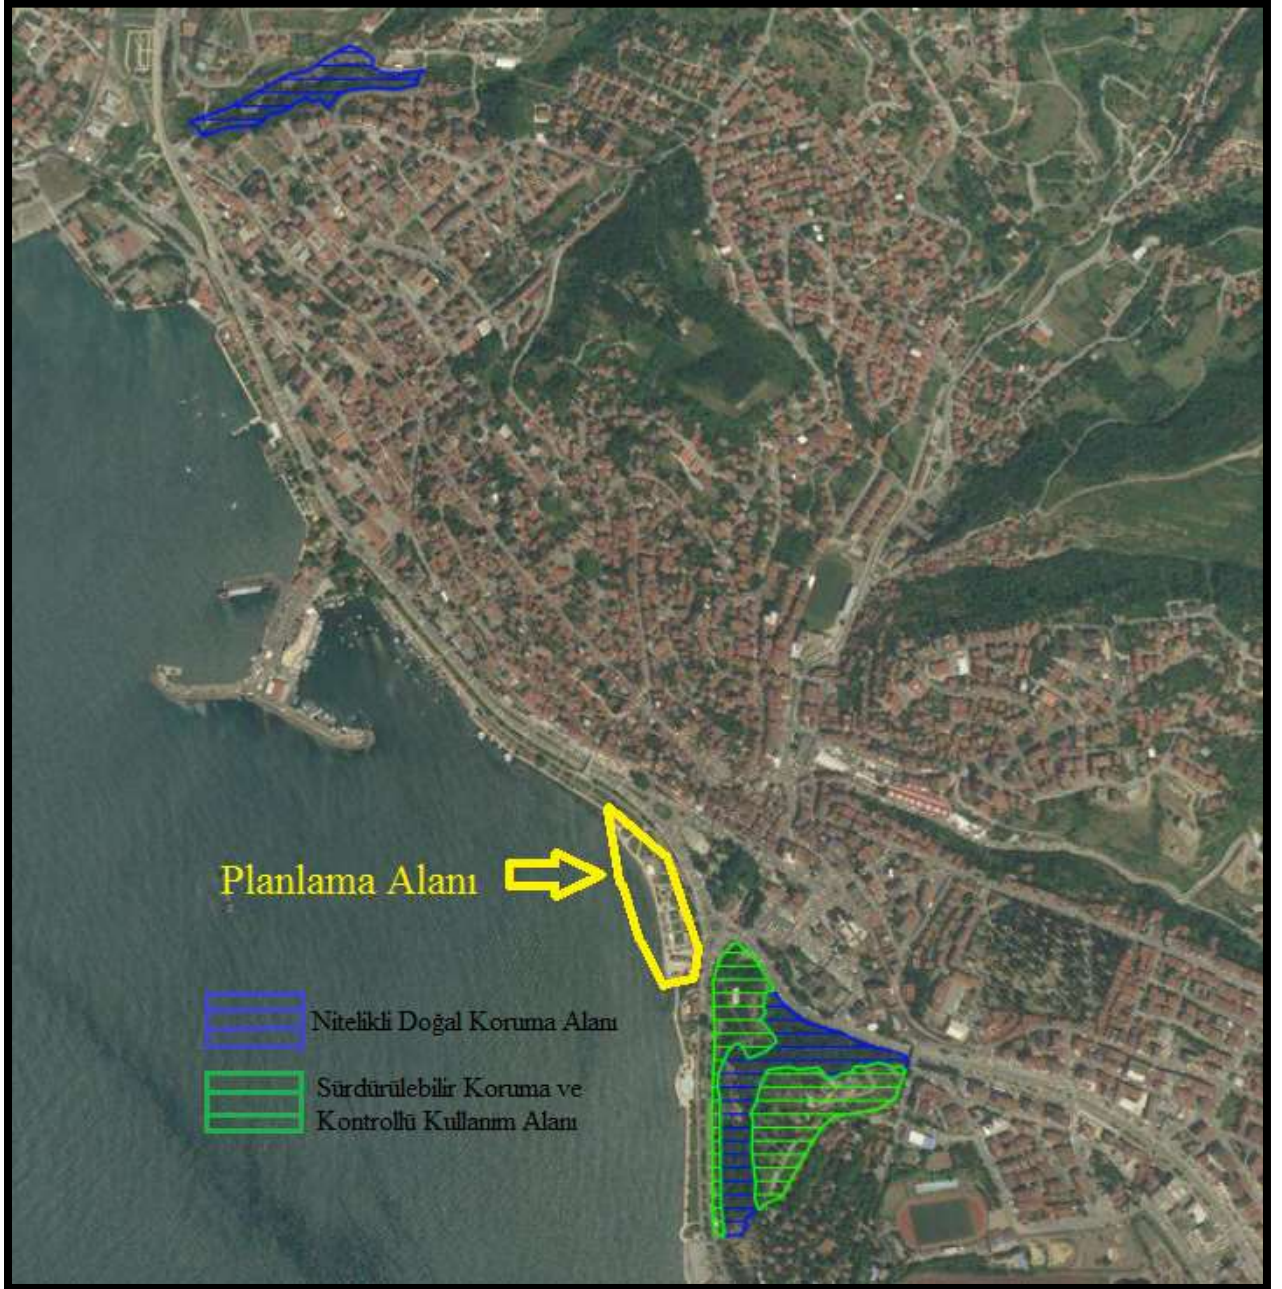 Planlama Alanı
Nitelikli Doğal Koruma Alanı
Sürdürülebilir Koruma ve
Kontrollü Kullanım Alanı